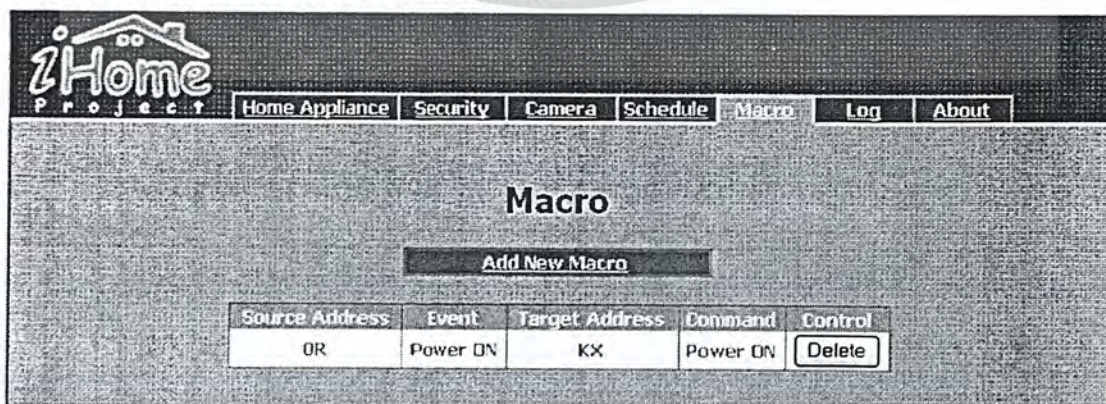 iHome
Project
Home Appliance Security Camera Schedule Macro Log About
Macro
Add New Macro
Source Address Event Target Address Command Control
0R Power ON KX Power ON Delete